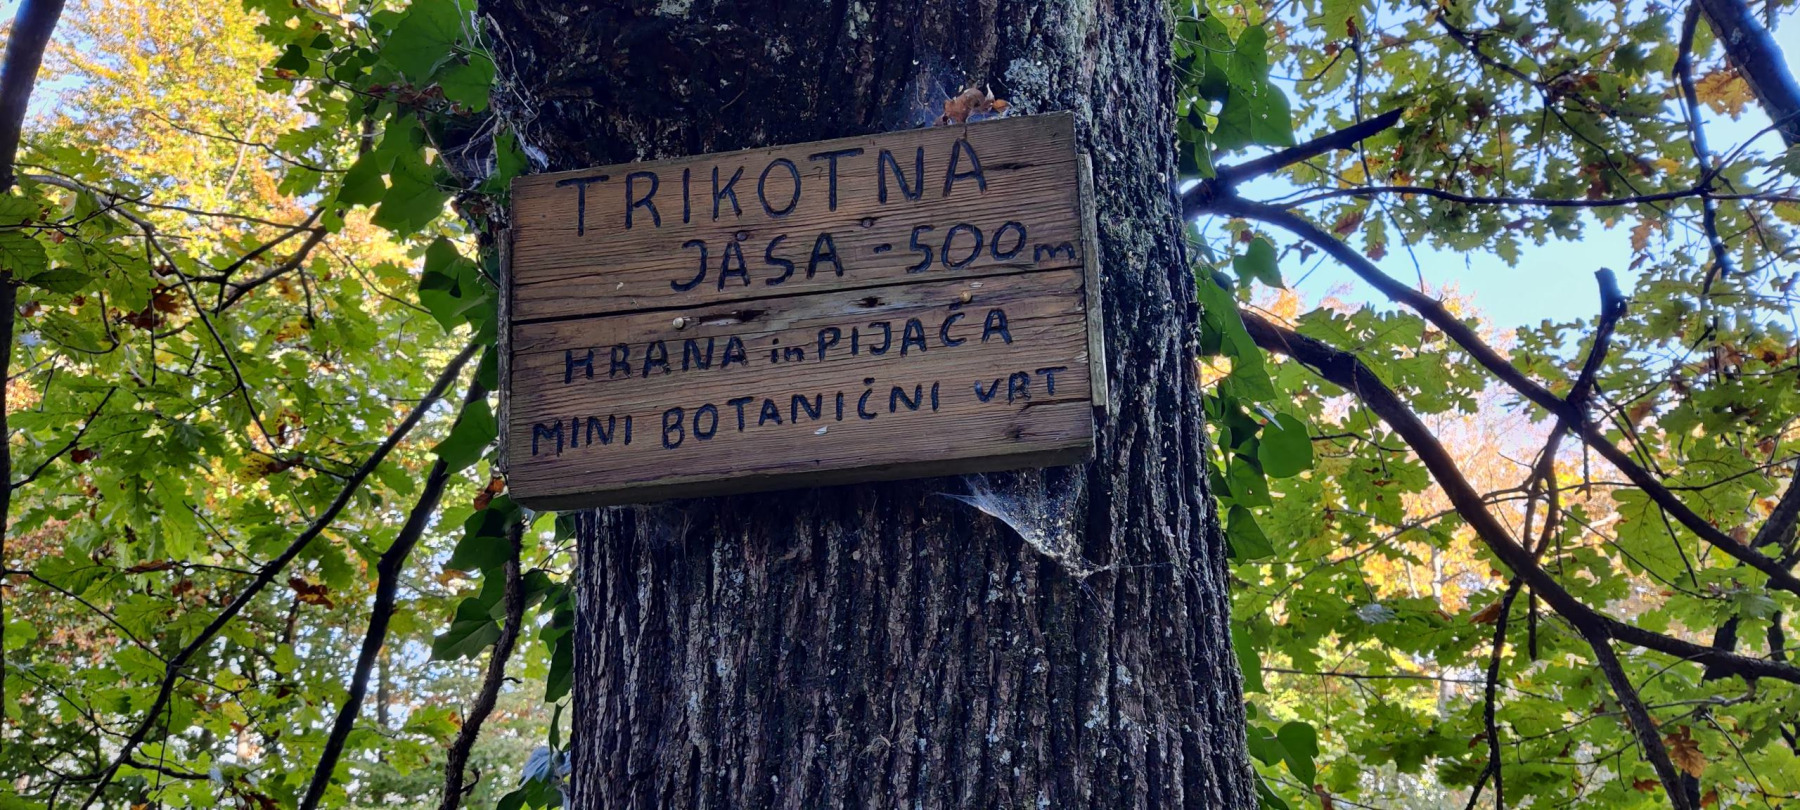 TRIKOTNA
JASA - 500m
HRANA in PIJAČA
MINI BOTANIČNI VRT